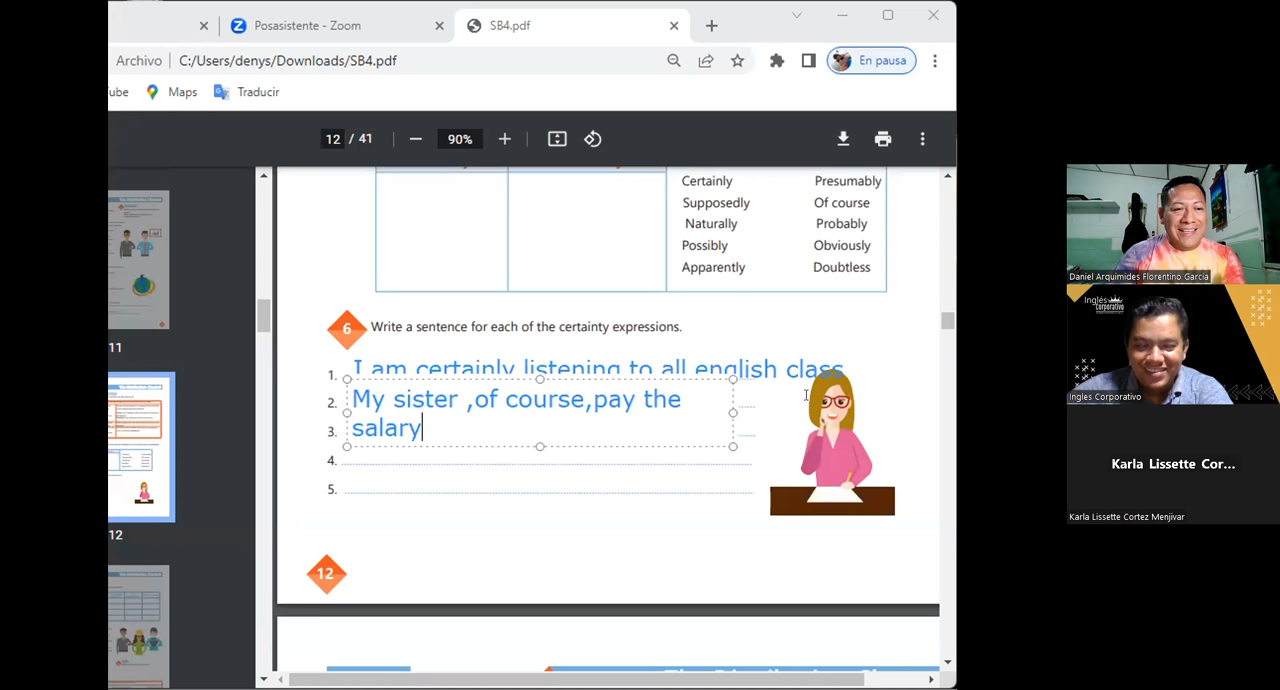 Posasistente - Zoom
SB4.pdf
Archivo
C:/Users/denys/Downloads/SB4.pdf
En pausa
ube
Maps
Traducir
12 / 41
90%
Certainly Presumably
Supposedly Of course
Naturally Probably
Possibly Obviously
Apparently Doubtless
6 Write a sentence for each of the certainty expressions.
1. I am certainly listening to all english class
2. My sister ,of course,pay the
3. salary
4.
5.
12
11
12
Daniel Arquimides Florentino Garcia
Inglés
Corporativo
Ingles Corporativo
Karla Lissette Cor...
Karla Lissette Cortez Menjivar